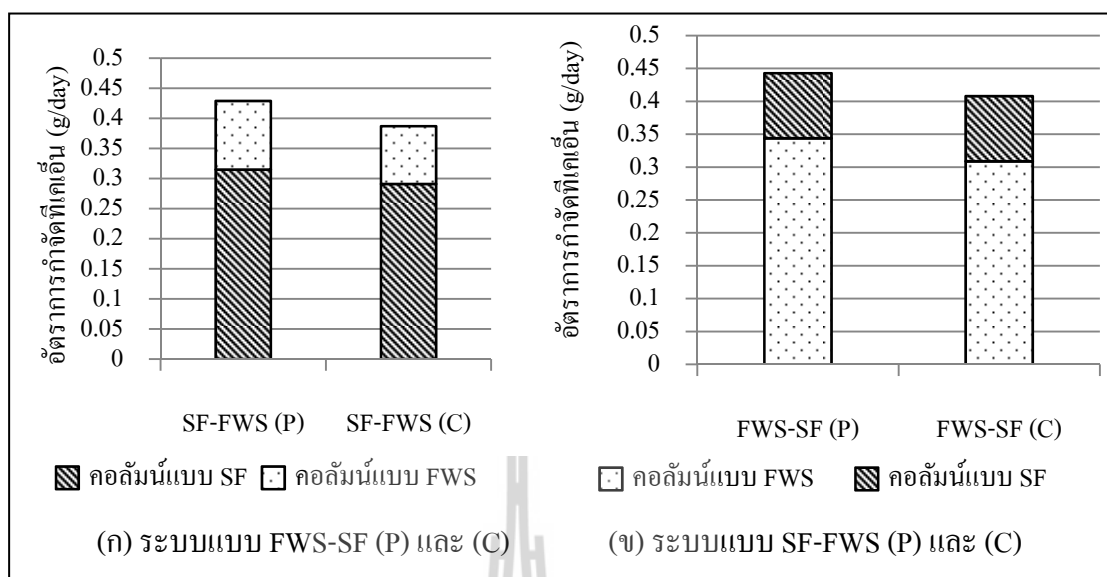 อัตราการกำจัดทีเคเอ็น (g/day)
0.5
0.45
0.4
0.35
0.3
0.25
0.2
0.15
0.1
0.05
0
SF-FWS (P) SF-FWS (C)
คอลัมน์แบบ SF คอลัมน์แบบ FWS
(ก) ระบบแบบ FWS-SF (P) และ (C)
อัตราการกำจัดทีเคเอ็น (g/day)
0.5
0.45
0.4
0.35
0.3
0.25
0.2
0.15
0.1
0.05
0
FWS-SF (P) FWS-SF (C)
คอลัมน์แบบ FWS คอลัมน์แบบ SF
(ข) ระบบแบบ SF-FWS (P) และ (C)